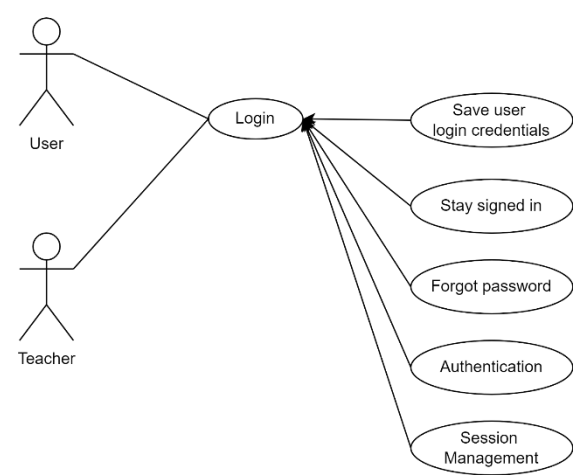 User
Teacher
Login
Save user
login credentials
Stay signed in
Forgot password
Authentication
Session
Management